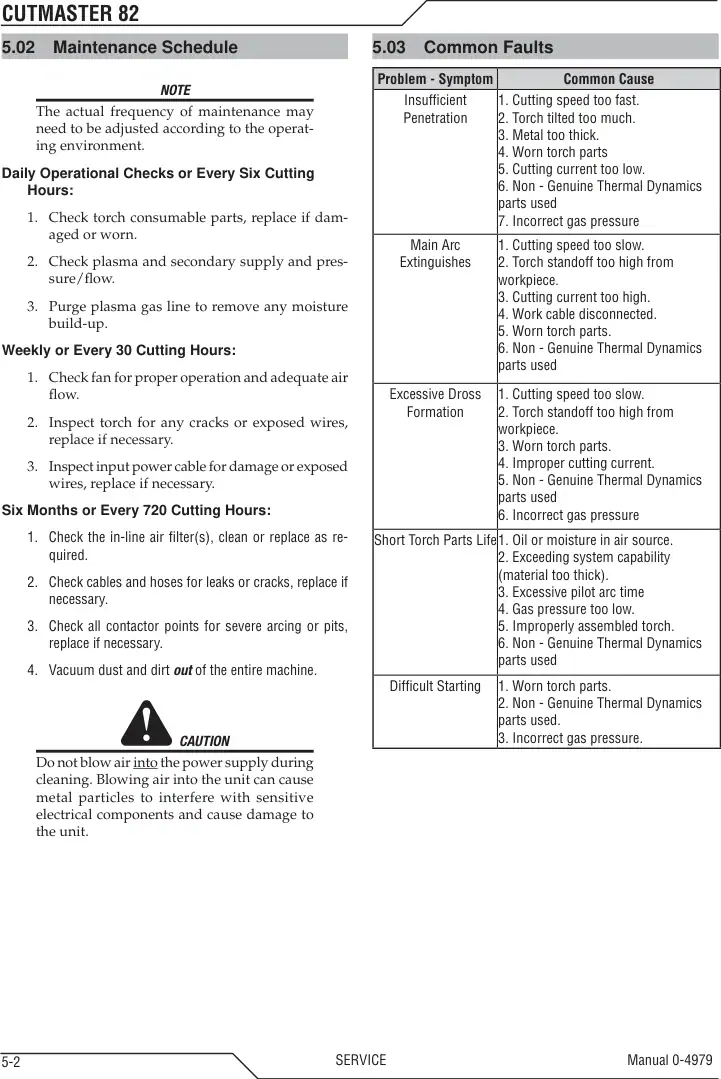 CUTMASTER 82
5.02 Maintenance Schedule
NOTE
The actual frequency of maintenance may
need to be adjusted according to the operat-
ing environment.
Daily Operational Checks or Every Six Cutting
Hours:
1. Check torch consumable parts, replace if dam-
aged or worn.
2. Check plasma and secondary supply and pres-
sure/flow.
3. Purge plasma gas line to remove any moisture
build-up.
Weekly or Every 30 Cutting Hours:
1. Check fan for proper operation and adequate air
flow.
2. Inspect torch for any cracks or exposed wires,
replace if necessary.
3. Inspect input power cable for damage or exposed
wires, replace if necessary.
Six Months or Every 720 Cutting Hours:
1. Check the in-line air filter(s), clean or replace as re-
quired.
2. Check cables and hoses for leaks or cracks, replace if
necessary.
3. Check all contactor points for severe arcing or pits,
replace if necessary.
4. Vacuum dust and dirt out of the entire machine.
CAUTION
Do not blow air into the power supply during
cleaning. Blowing air into the unit can cause
metal particles to interfere with sensitive
electrical components and cause damage to
the unit.
5.03 Common Faults
Problem - Symptom Common Cause
Insufficient
Penetration
1. Cutting speed too fast.
2. Torch tilted too much.
3. Metal too thick.
4. Worn torch parts
5. Cutting current too low.
6. Non - Genuine Thermal Dynamics
parts used
7. Incorrect gas pressure
Main Arc
Extinguishes
1. Cutting speed too slow.
2. Torch standoff too high from
workpiece.
3. Cutting current too high.
4. Work cable disconnected.
5. Worn torch parts.
6. Non - Genuine Thermal Dynamics
parts used
Excessive Dross
Formation
1. Cutting speed too slow.
2. Torch standoff too high from
workpiece.
3. Worn torch parts.
4. Improper cutting current.
5. Non - Genuine Thermal Dynamics
parts used
6. Incorrect gas pressure
Short Torch Parts Life
1. Oil or moisture in air source.
2. Exceeding system capability
(material too thick).
3. Excessive pilot arc time
4. Gas pressure too low.
5. Improperly assembled torch.
6. Non - Genuine Thermal Dynamics
parts used
Difficult Starting
1. Worn torch parts.
2. Non - Genuine Thermal Dynamics
parts used.
3. Incorrect gas pressure.
5-2 SERVICE Manual 0-4979